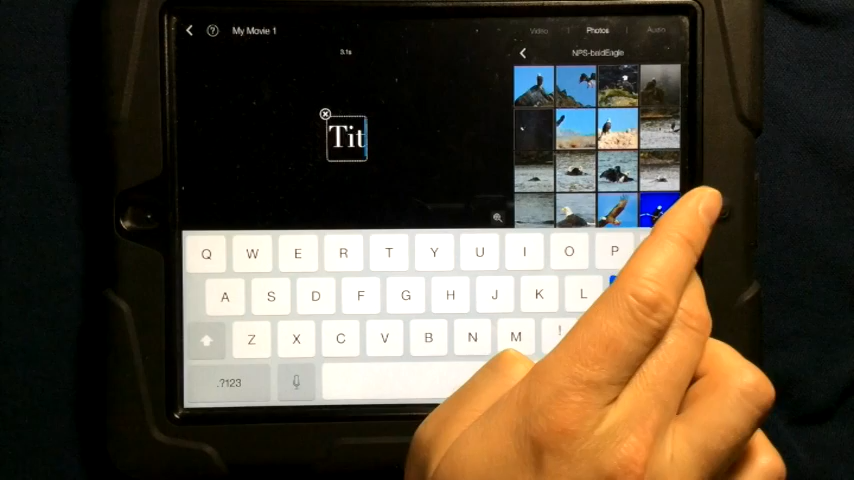 My Movie 1
Video Photos Audio
3.1s
NPS-baldEagle
Tit
Q W E R T Y U I O P
A S D F G H J K L
Z X C V B N M !
.?123